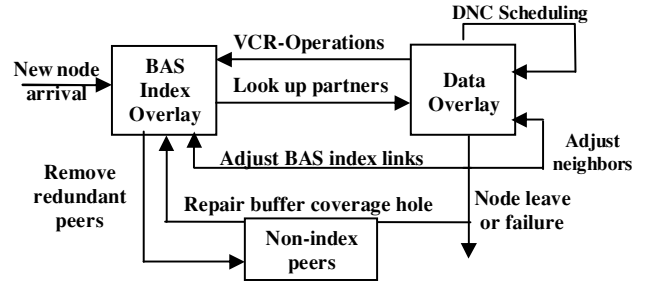 DNC Scheduling
VCR-Operations
New node
arrival
BAS
Index
Overlay
Data
Overlay
Look up partners
Adjust BAS index links
Adjust
neighbors
Remove
redundant
peers
Repair buffer coverage hole
Node leave
or failure
Non-index
peers